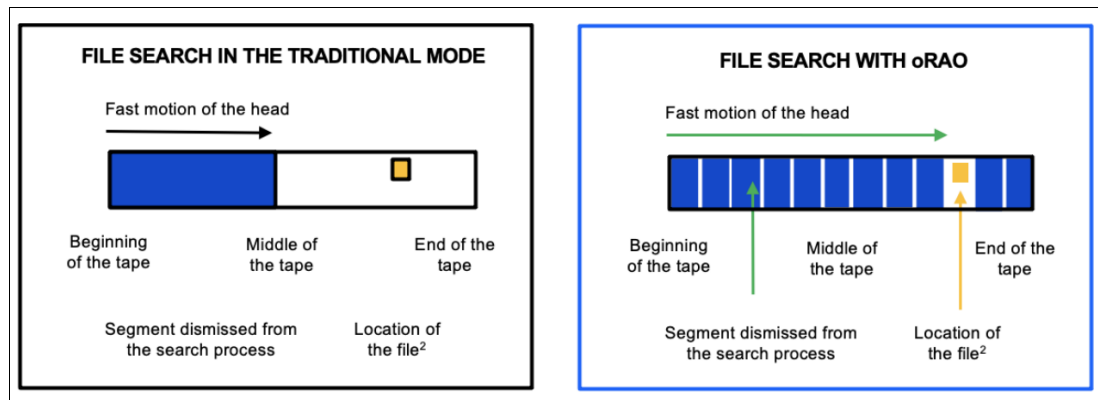 FILE SEARCH IN THE TRADITIONAL MODE
Fast motion of the head
Beginning
of the tape
Middle of
the tape
End of the
tape
Segment dismissed from
the search process
Location of
the file²
FILE SEARCH WITH oRAO
Fast motion of the head
Beginning
of the tape
Middle of
the tape
End of the
tape
Segment dismissed from
the search process
Location of
the file²